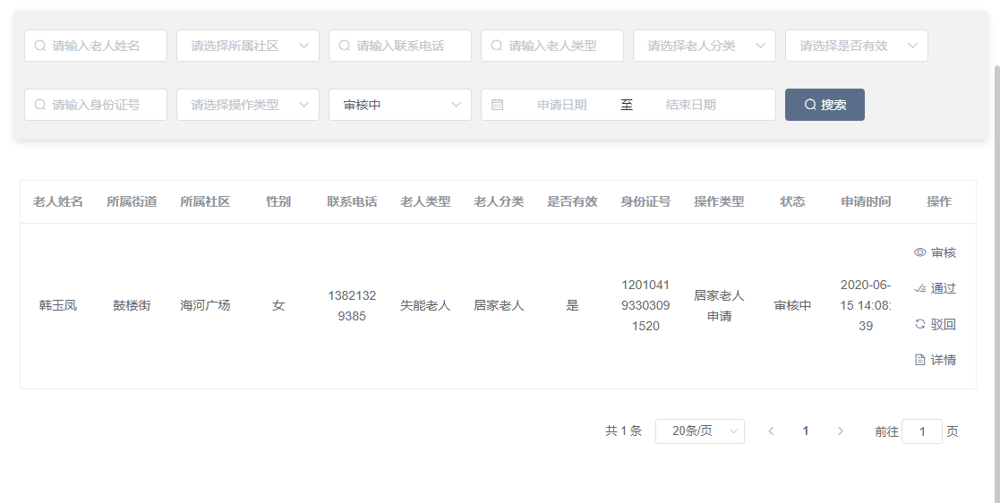 请输入老人姓名 请选择所属社区 请输入联系电话 请输入老人类型 请选择老人分类 请选择是否有效
请输入身份证号 请选择操作类型 审核中 申请日期 至 结束日期 搜索
老人姓名 所属街道 所属社区 性别 联系电话 老人类型 老人分类 是否有效 身份证号 操作类型 状态 申请时间 操作
韩玉凤
鼓楼街
海河广场
女
1382132
9385
失能老人
居家老人
是
1201041
9330309
1520
居家老人
申请
审核中
2020-06-
15 14:08:
39
审核
通过
驳回
详情
共 1 条 20条/页 1 前往 1 页